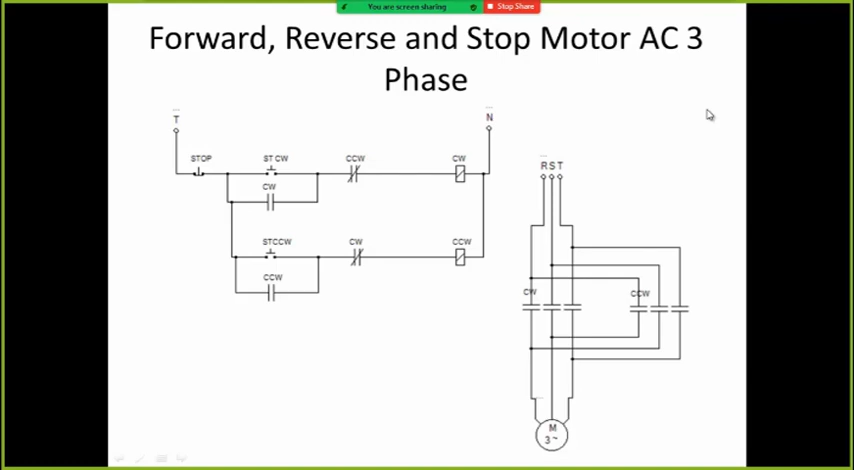 You are screen sharing
Stop Share
Forward, Reverse and Stop Motor AC 3
Phase
T
N
STOP
ST CW
CCW
CW
CW
R S T
STCCW
CW
CCW
CCW
CW
CCW
M
3 ~